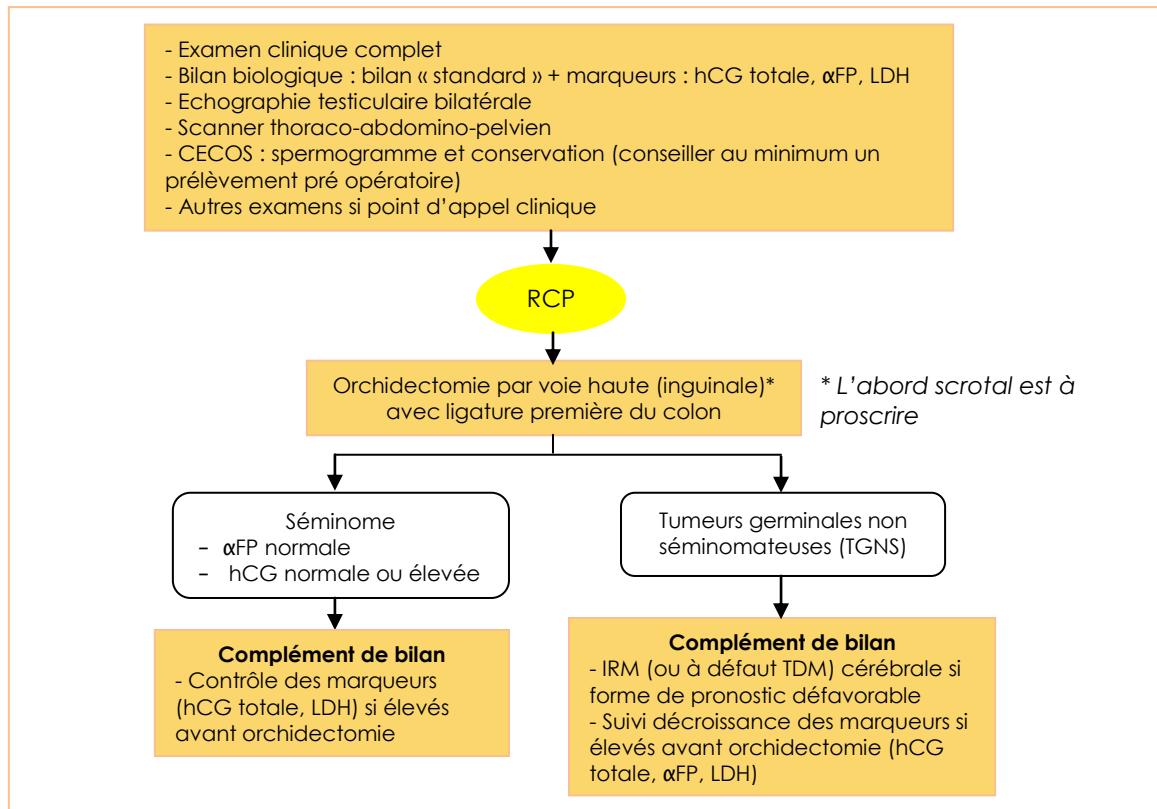 - Examen clinique complet
- Bilan biologique : bilan « standard » + marqueurs : hCG totale, αFP, LDH
- Echographie testiculaire bilatérale
- Scanner thoraco-abdomino-pelvien
- CECOS : spermogramme et conservation (conseiller au minimum un
prélèvement pré opératoire)
- Autres examens si point d'appel clinique
RCP
Orchidectomie par voie haute (inguinale)*
avec ligature première du colon
* L'abord scrotal est à
proscrire
Séminome
- αFP normale
- hCG normale ou élevée
Tumeurs germinales non
séminomateuses (TGNS)
Complément de bilan
- Contrôle des marqueurs
(hCG totale, LDH) si élevés
avant orchidectomie
Complément de bilan
- IRM (ou à défaut TDM) cérébrale si
forme de pronostic défavorable
- Suivi décroissance des marqueurs si
élevés avant orchidectomie (hCG
totale, αFP, LDH)